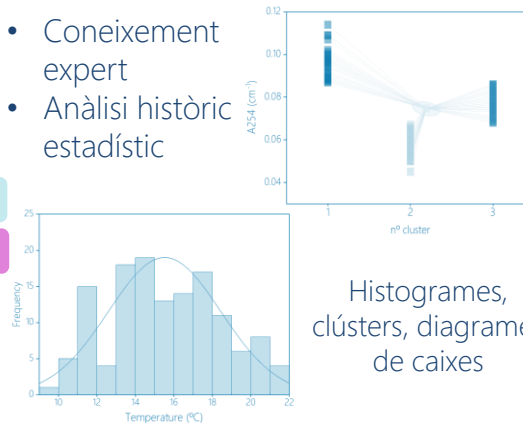 • Coneixement
expert
• Anàlisi històric
estadístic
0.12
0.10
0.08
0.06
0.04
A254 (cm⁻¹)
1 2 3
nº cluster
25
20
15
10
5
0
Frequency
10 12 14 16 18 20 22
Temperature (ºC)
Histogrames,
clústers, diagrame
de caixes